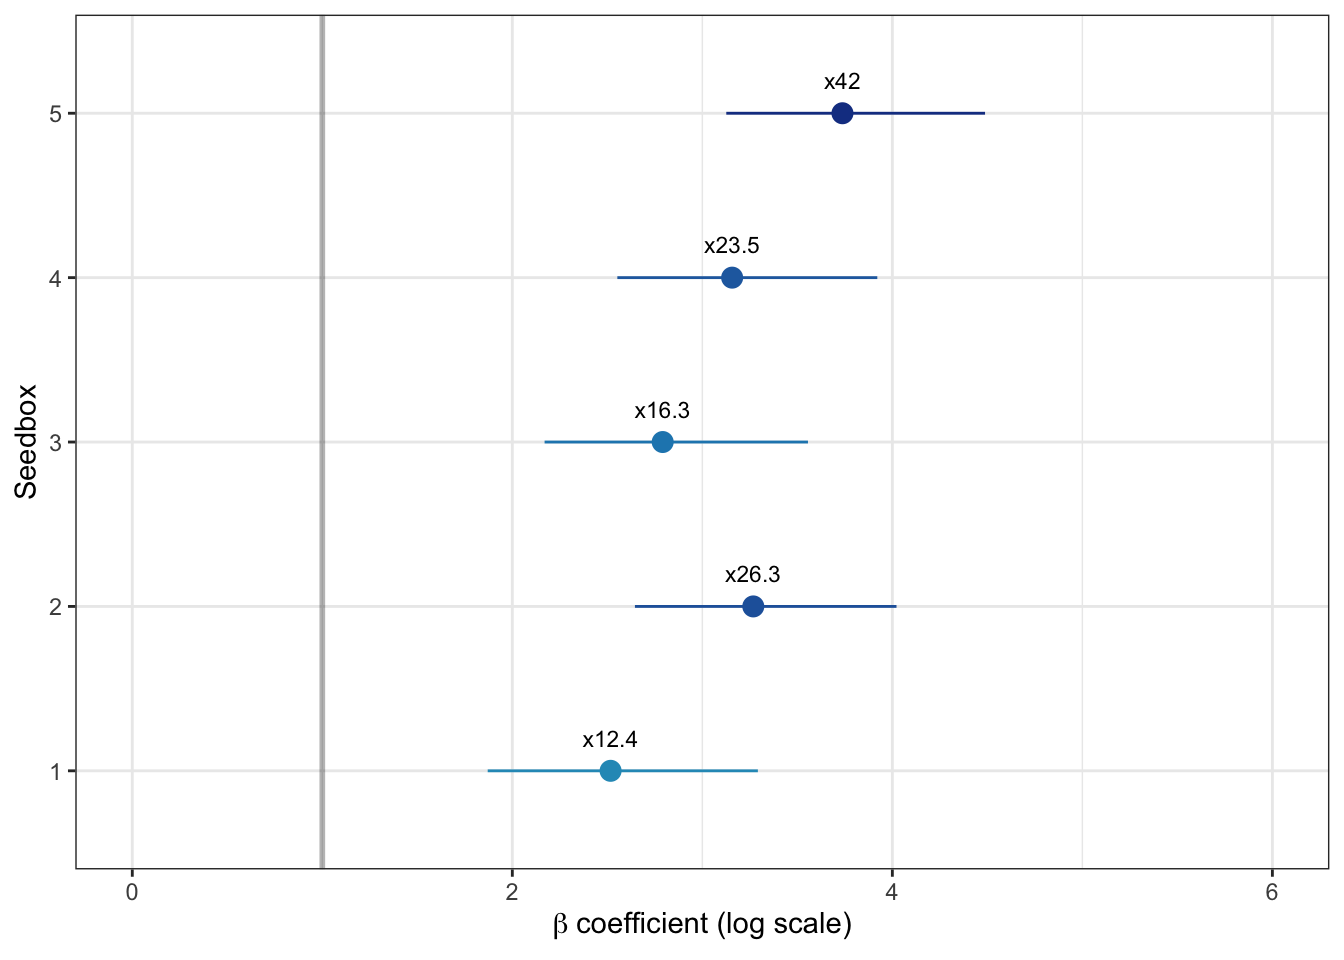 x42
5
x23.5
4
x16.3
3
Seedbox
x26.3
2
x12.4
1
0 2 4 6
β coefficient (log scale)